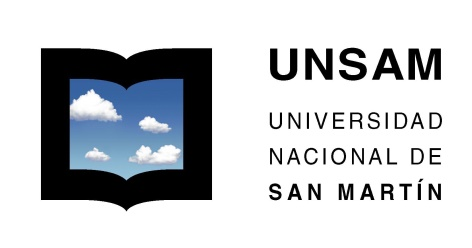 UNSAM
UNIVERSIDAD
NACIONAL DE
SAN MARTÍN